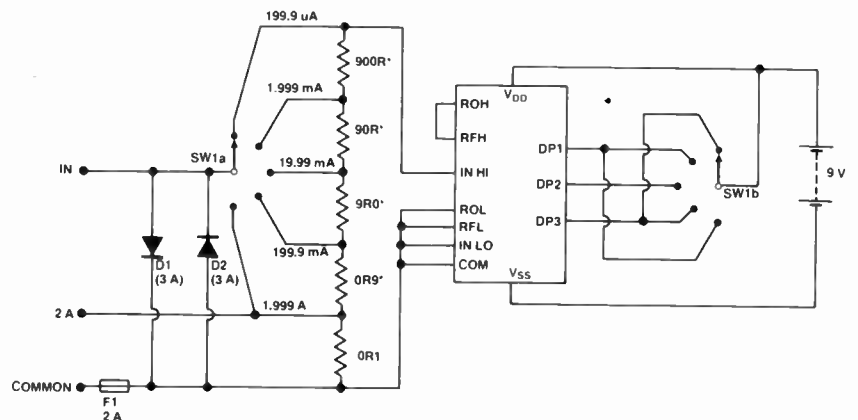 199.9 uA
900R*
1.999 mA
90R*
SW1a
19.99 mA
IN
9R0*
199.9 mA
D1
(3 A)
D2
(3 A)
0R9*
1.999 A
2 A
0R1
COMMON
F1
2 A
VDD
ROH
RFH
IN HI
ROL
RFL
IN LO
COM
VSS
DP1
DP2
DP3
SW1b
9 V